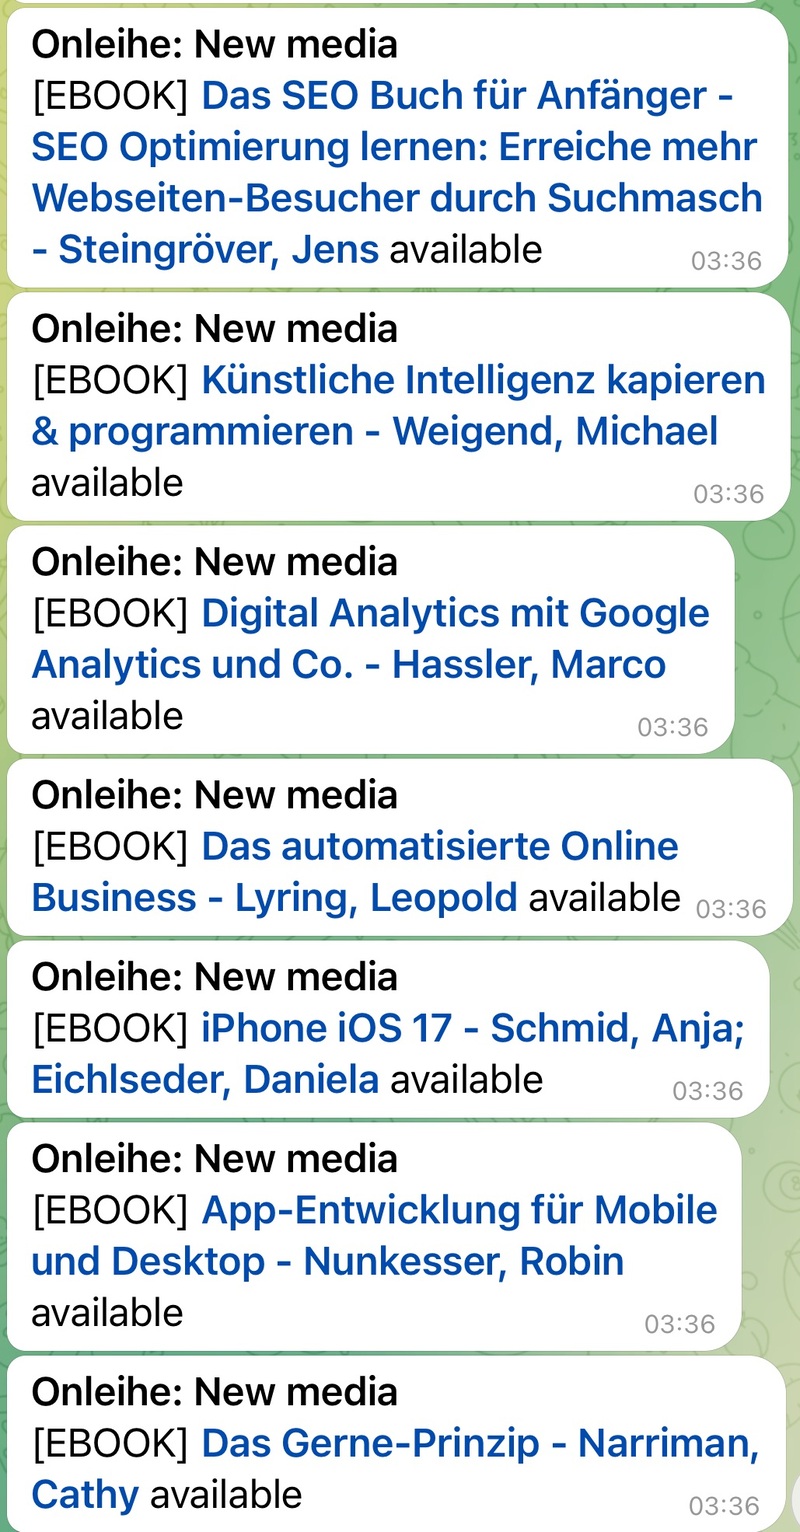 Onleihe: New media
[EBOOK] Das SEO Buch für Anfänger -
SEO Optimierung lernen: Erreiche mehr
Webseiten-Besucher durch Suchmasch
- Steingröver, Jens available
03:36
Onleihe: New media
[EBOOK] Künstliche Intelligenz kapieren
& programmieren - Weigend, Michael
available
03:36
Onleihe: New media
[EBOOK] Digital Analytics mit Google
Analytics und Co. - Hassler, Marco
available
03:36
Onleihe: New media
[EBOOK] Das automatisierte Online
Business - Lyring, Leopold available
03:36
Onleihe: New media
[EBOOK] iPhone iOS 17 - Schmid, Anja;
Eichlseder, Daniela available
03:36
Onleihe: New media
[EBOOK] App-Entwicklung für Mobile
und Desktop - Nunkesser, Robin
available
03:36
Onleihe: New media
[EBOOK] Das Gerne-Prinzip - Narriman,
Cathy available
03:36